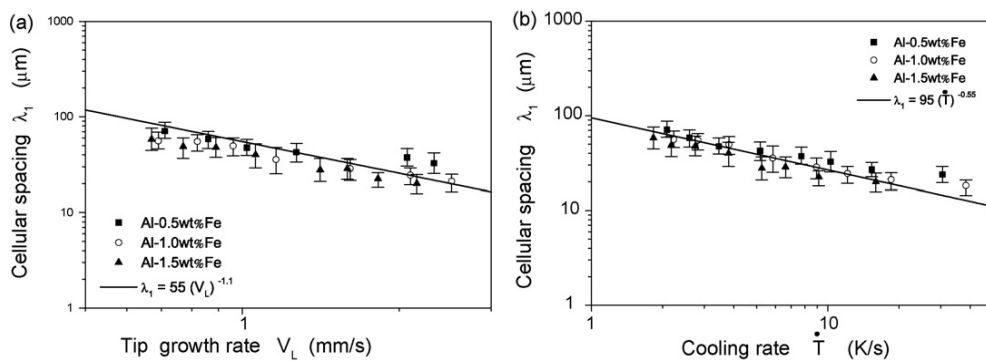 (a)
1000
100
10
1
Cellular spacing λ₁ (μm)
■ Al-0.5wt%Fe
○ Al-1.0wt%Fe
▲ Al-1.5wt%Fe
— λ₁ = 55 (V_L)^-1.1
1
Tip growth rate V_L (mm/s)
(b)
1000
100
10
1
Cellular spacing λ₁ (μm)
■ Al-0.5wt%Fe
○ Al-1.0wt%Fe
▲ Al-1.5wt%Fe
— λ₁ = 95 (Ṫ)^-0.55
1 10
Cooling rate Ṫ (K/s)